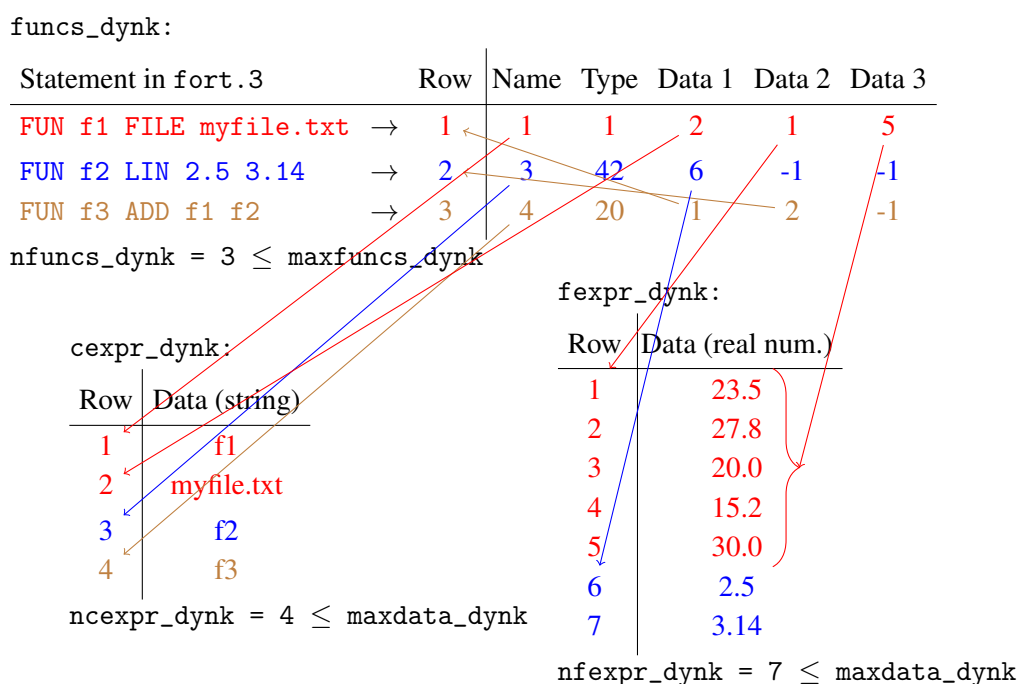 funcs_dynk:
Statement in fort.3 Row Name Type Data 1 Data 2 Data 3
FUN f1 FILE myfile.txt → 1 1 1 2 1 5
FUN f2 LIN 2.5 3.14 → 2 3 42 6 -1 -1
FUN f3 ADD f1 f2 → 3 4 20 1 2 -1
nfuncs_dynk = 3 ≤ maxfuncs_dynk
cexpr_dynk:
Row Data (string)
1 f1
2 myfile.txt
3 f2
4 f3
ncexpr_dynk = 4 ≤ maxdata_dynk
fexpr_dynk:
Row Data (real num.)
1 23.5
2 27.8
3 20.0
4 15.2
5 30.0
6 2.5
7 3.14
nfexpr_dynk = 7 ≤ maxdata_dynk